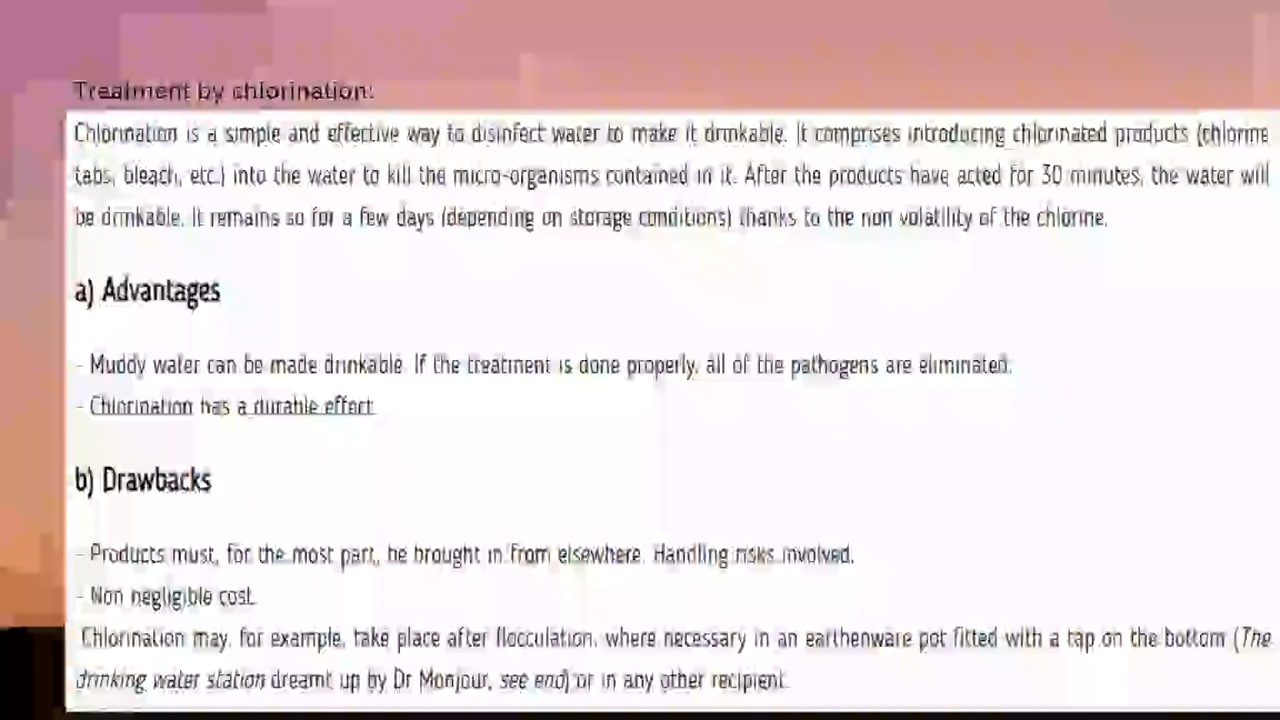 Treatment by chlorination:
Chlorination is a simple and effective way to disinfect water to make it drinkable. It comprises introducing chlorinated products (chlorine
tabs, bleach, etc.) into the water to kill the micro-organisms contained in it. After the products have acted for 30 minutes, the water will
be drinkable. It remains so for a few days (depending on storage conditions) thanks to the non volatility of the chlorine.
a) Advantages
- Muddy water can be made drinkable. If the treatment is done properly, all of the pathogens are eliminated.
- Chlorination has a durable effect.
b) Drawbacks
- Products must, for the most part, be brought in from elsewhere. Handling risks involved.
- Non negligible cost.
Chlorination may, for example, take place after flocculation, where necessary in an earthenware pot fitted with a tap on the bottom (The
drinking water station dreamt up by Dr Monjour, see end) or in any other recipient.